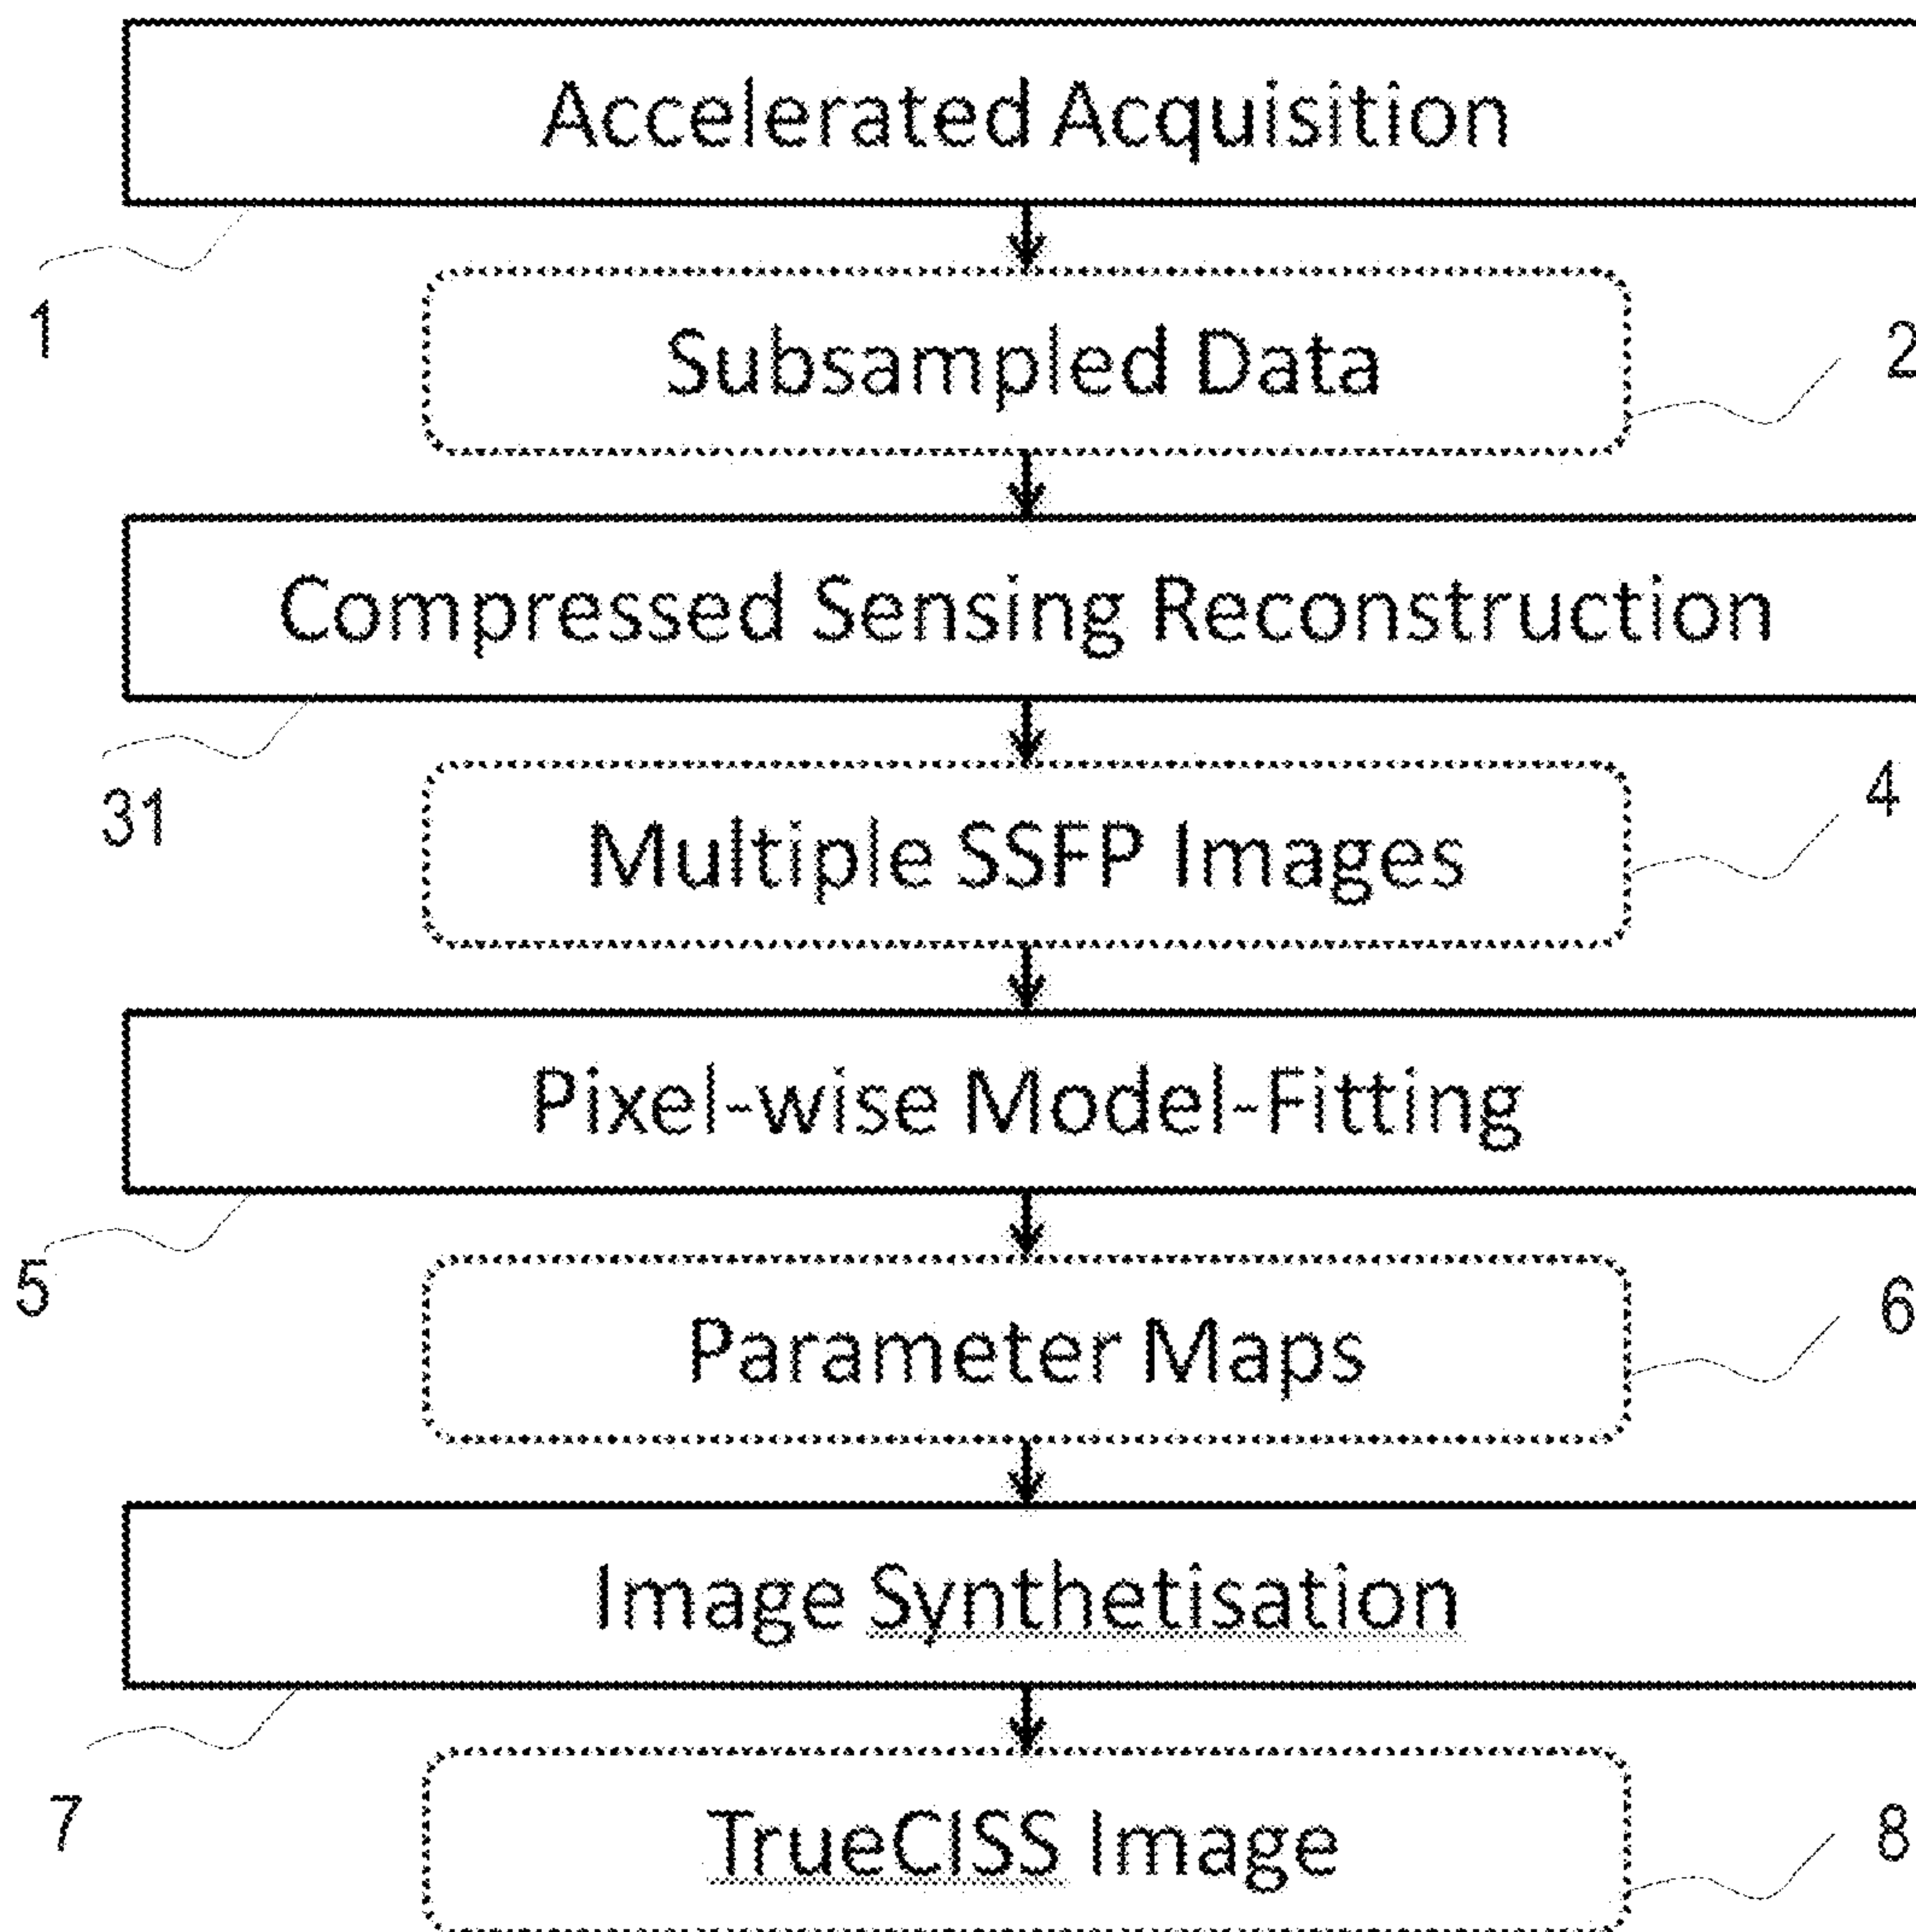 Accelerated Acquisition
1
Subsampled Data
2
Compressed Sensing Reconstruction
31
Multiple SSFP Images
4
Pixel-wise Model-Fitting
5
Parameter Maps
6
Image Synthetisation
7
TrueCISS Image
8